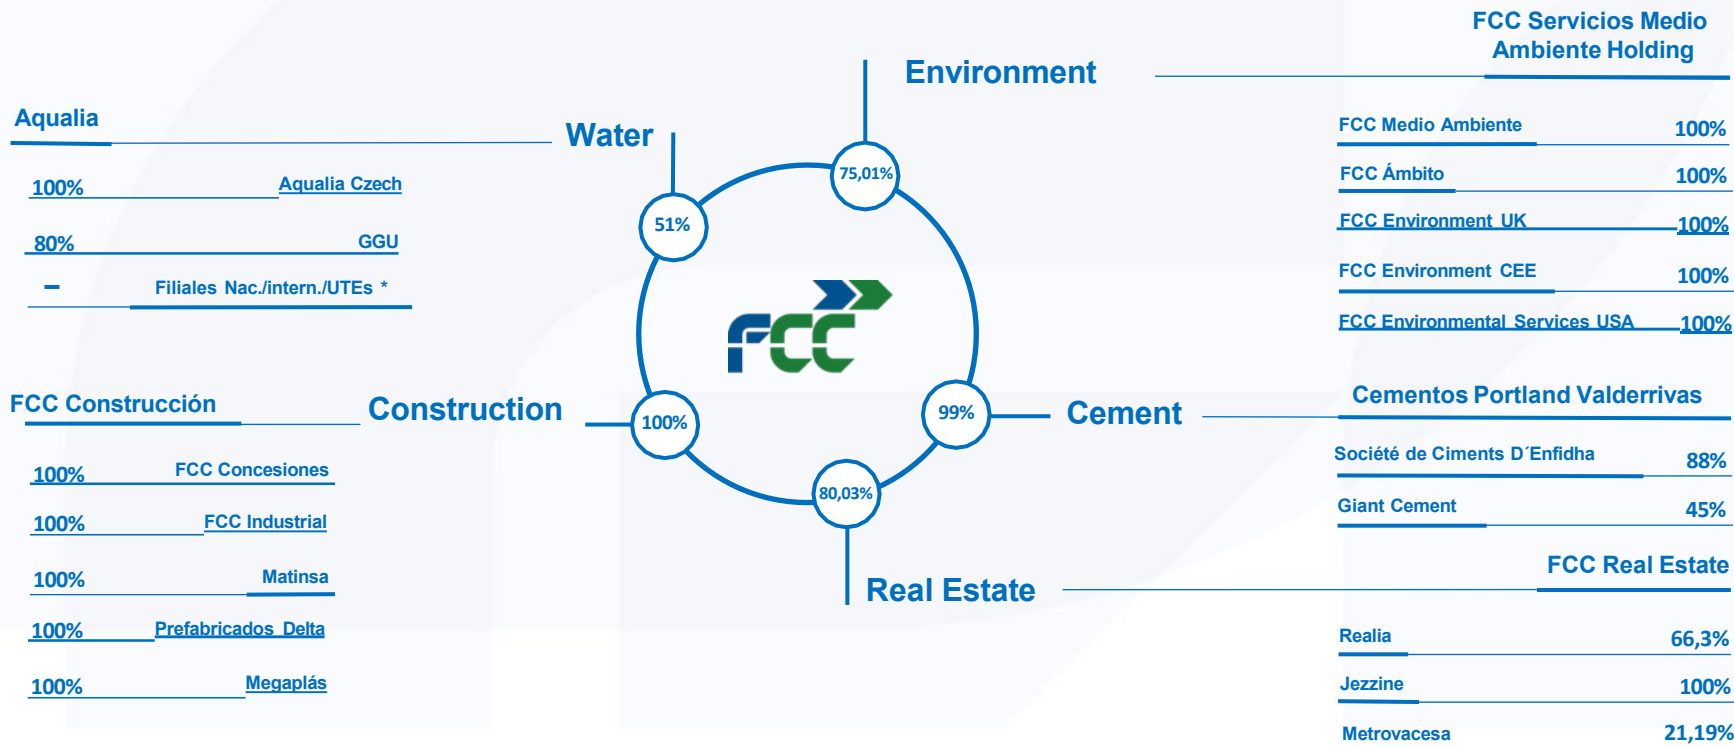 FCC Servicios Medio
Ambiente Holding
Environment
FCC Medio Ambiente 100%
FCC Ámbito 100%
FCC Environment UK 100%
FCC Environment CEE 100%
FCC Environmental Services USA 100%
Aqualia
Water
100% Aqualia Czech
80% GGU
– Filiales Nac./intern./UTEs *
75,01%
51%
FCC
100%
99%
80,03%
FCC Construcción
Construction
100% FCC Concesiones
100% FCC Industrial
100% Matinsa
100% Prefabricados Delta
100% Megaplás
Cement
Cementos Portland Valderrivas
Société de Ciments D´Enfidha 88%
Giant Cement 45%
Real Estate
FCC Real Estate
Realia 66,3%
Jezzine 100%
Metrovacesa 21,19%